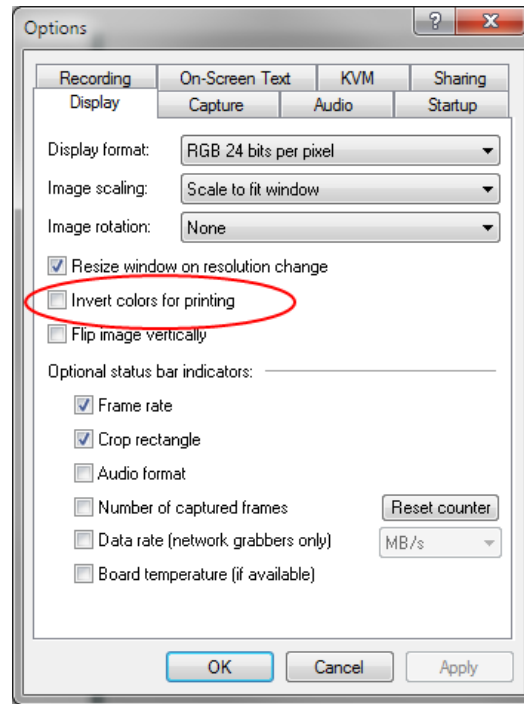 Options
?
Recording On-Screen Text KVM Sharing
Display Capture Audio Startup
Display format: RGB 24 bits per pixel
Image scaling: Scale to fit window
Image rotation: None
Resize window on resolution change
Invert colors for printing
Flip image vertically
Optional status bar indicators:
Frame rate
Crop rectangle
Audio format
Number of captured frames Reset counter
Data rate (network grabbers only) MB/s
Board temperature (if available)
OK Cancel Apply